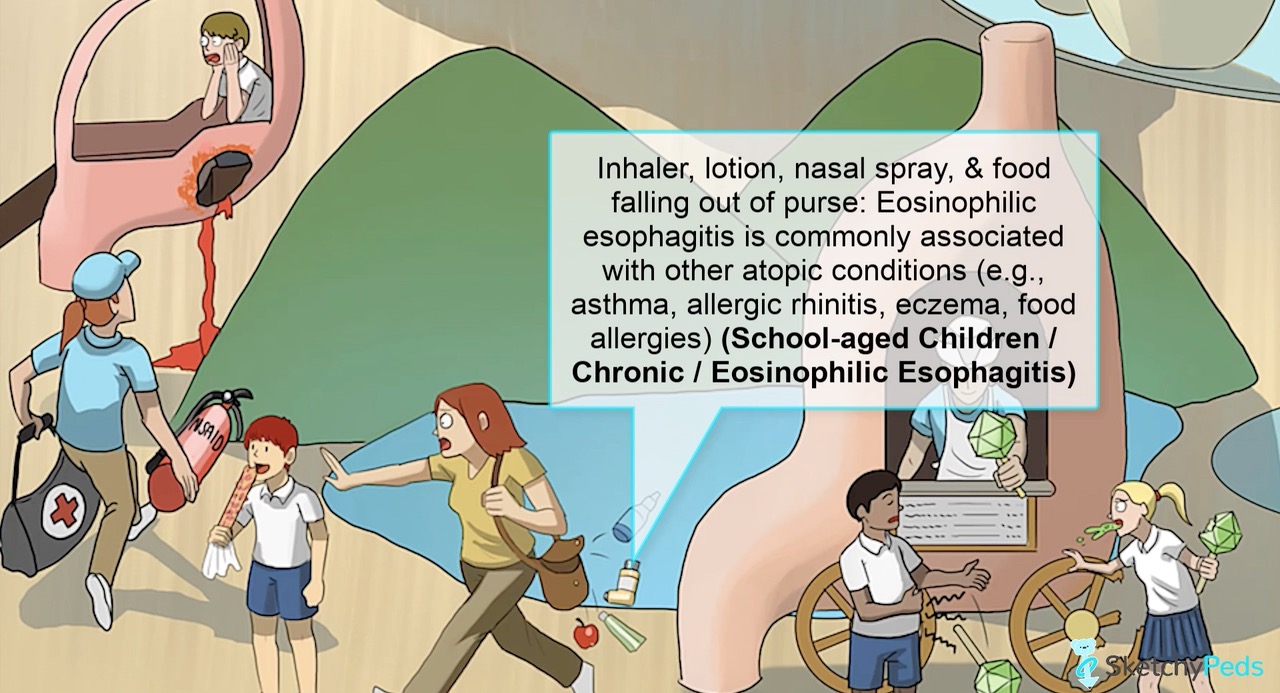 Inhaler, lotion, nasal spray, & food
falling out of purse: Eosinophilic
esophagitis is commonly associated
with other atopic conditions (e.g.,
asthma, allergic rhinitis, eczema, food
allergies) (School-aged Children /
Chronic / Eosinophilic Esophagitis)
NSAID
SketchyPeds